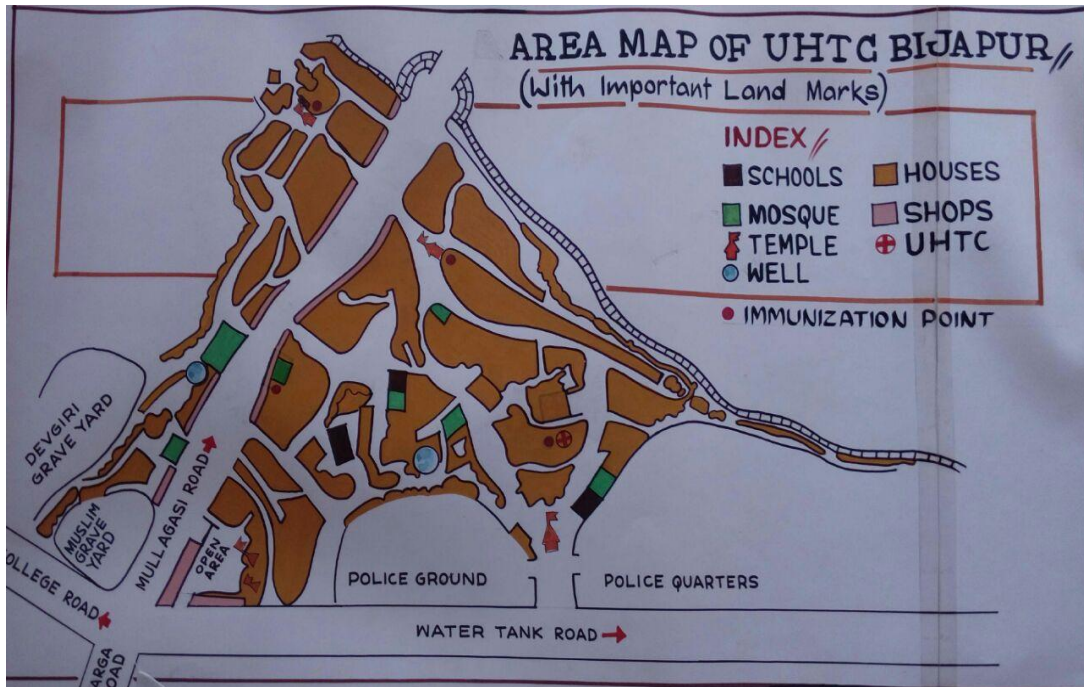 AREA MAP OF UHTC BIJAPUR //
(With Important Land Marks)
INDEX //
SCHOOLS
HOUSES
MOSQUE
SHOPS
TEMPLE
UHTC
WELL
IMMUNIZATION POINT
DEVGIRI
GRAVE YARD
MUSLIM
GRAVE
YARD
MULLAGASI ROAD
OPEN
AREA
POLICE GROUND
POLICE QUARTERS
OLLEGE ROAD
WATER TANK ROAD
ARGA
ROAD